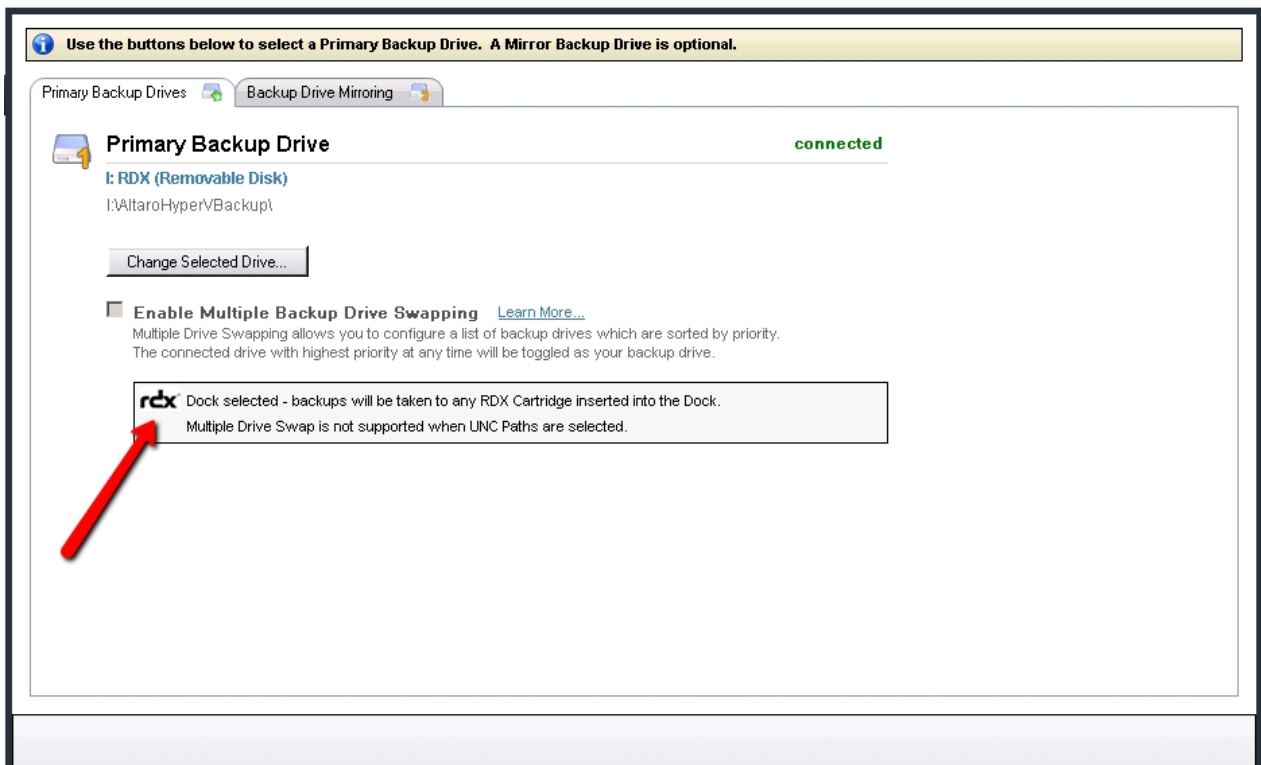 Use the buttons below to select a Primary Backup Drive. A Mirror Backup Drive is optional.
Primary Backup Drives
Backup Drive Mirroring
1
Primary Backup Drive
connected
I: RDX (Removable Disk)
I:\AltaroHyperVBackup\
Change Selected Drive...
Enable Multiple Backup Drive Swapping Learn More...
Multiple Drive Swapping allows you to configure a list of backup drives which are sorted by priority.
The connected drive with highest priority at any time will be toggled as your backup drive.
rdx Dock selected - backups will be taken to any RDX Cartridge inserted into the Dock.
Multiple Drive Swap is not supported when UNC Paths are selected.